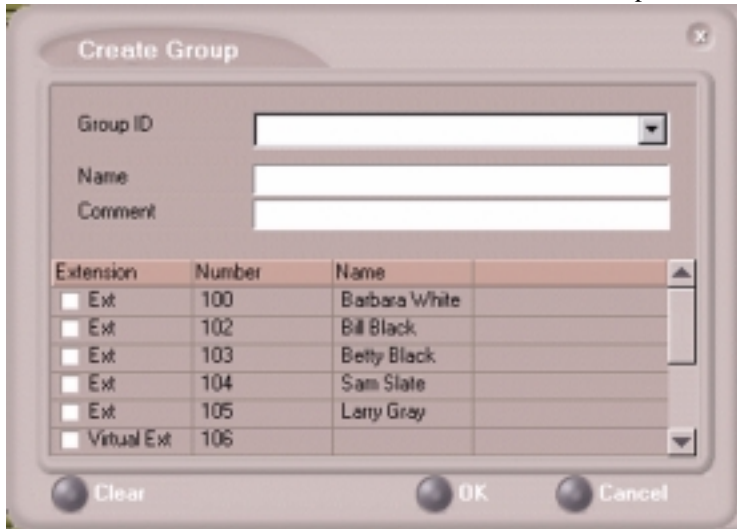 Create Group
Group ID
Name
Comment
Extension Number Name
Ext 100 Barbara White
Ext 102 Bill Black
Ext 103 Betty Black
Ext 104 Sam Slate
Ext 105 Larry Gray
Virtual Ext 106
Clear OK Cancel